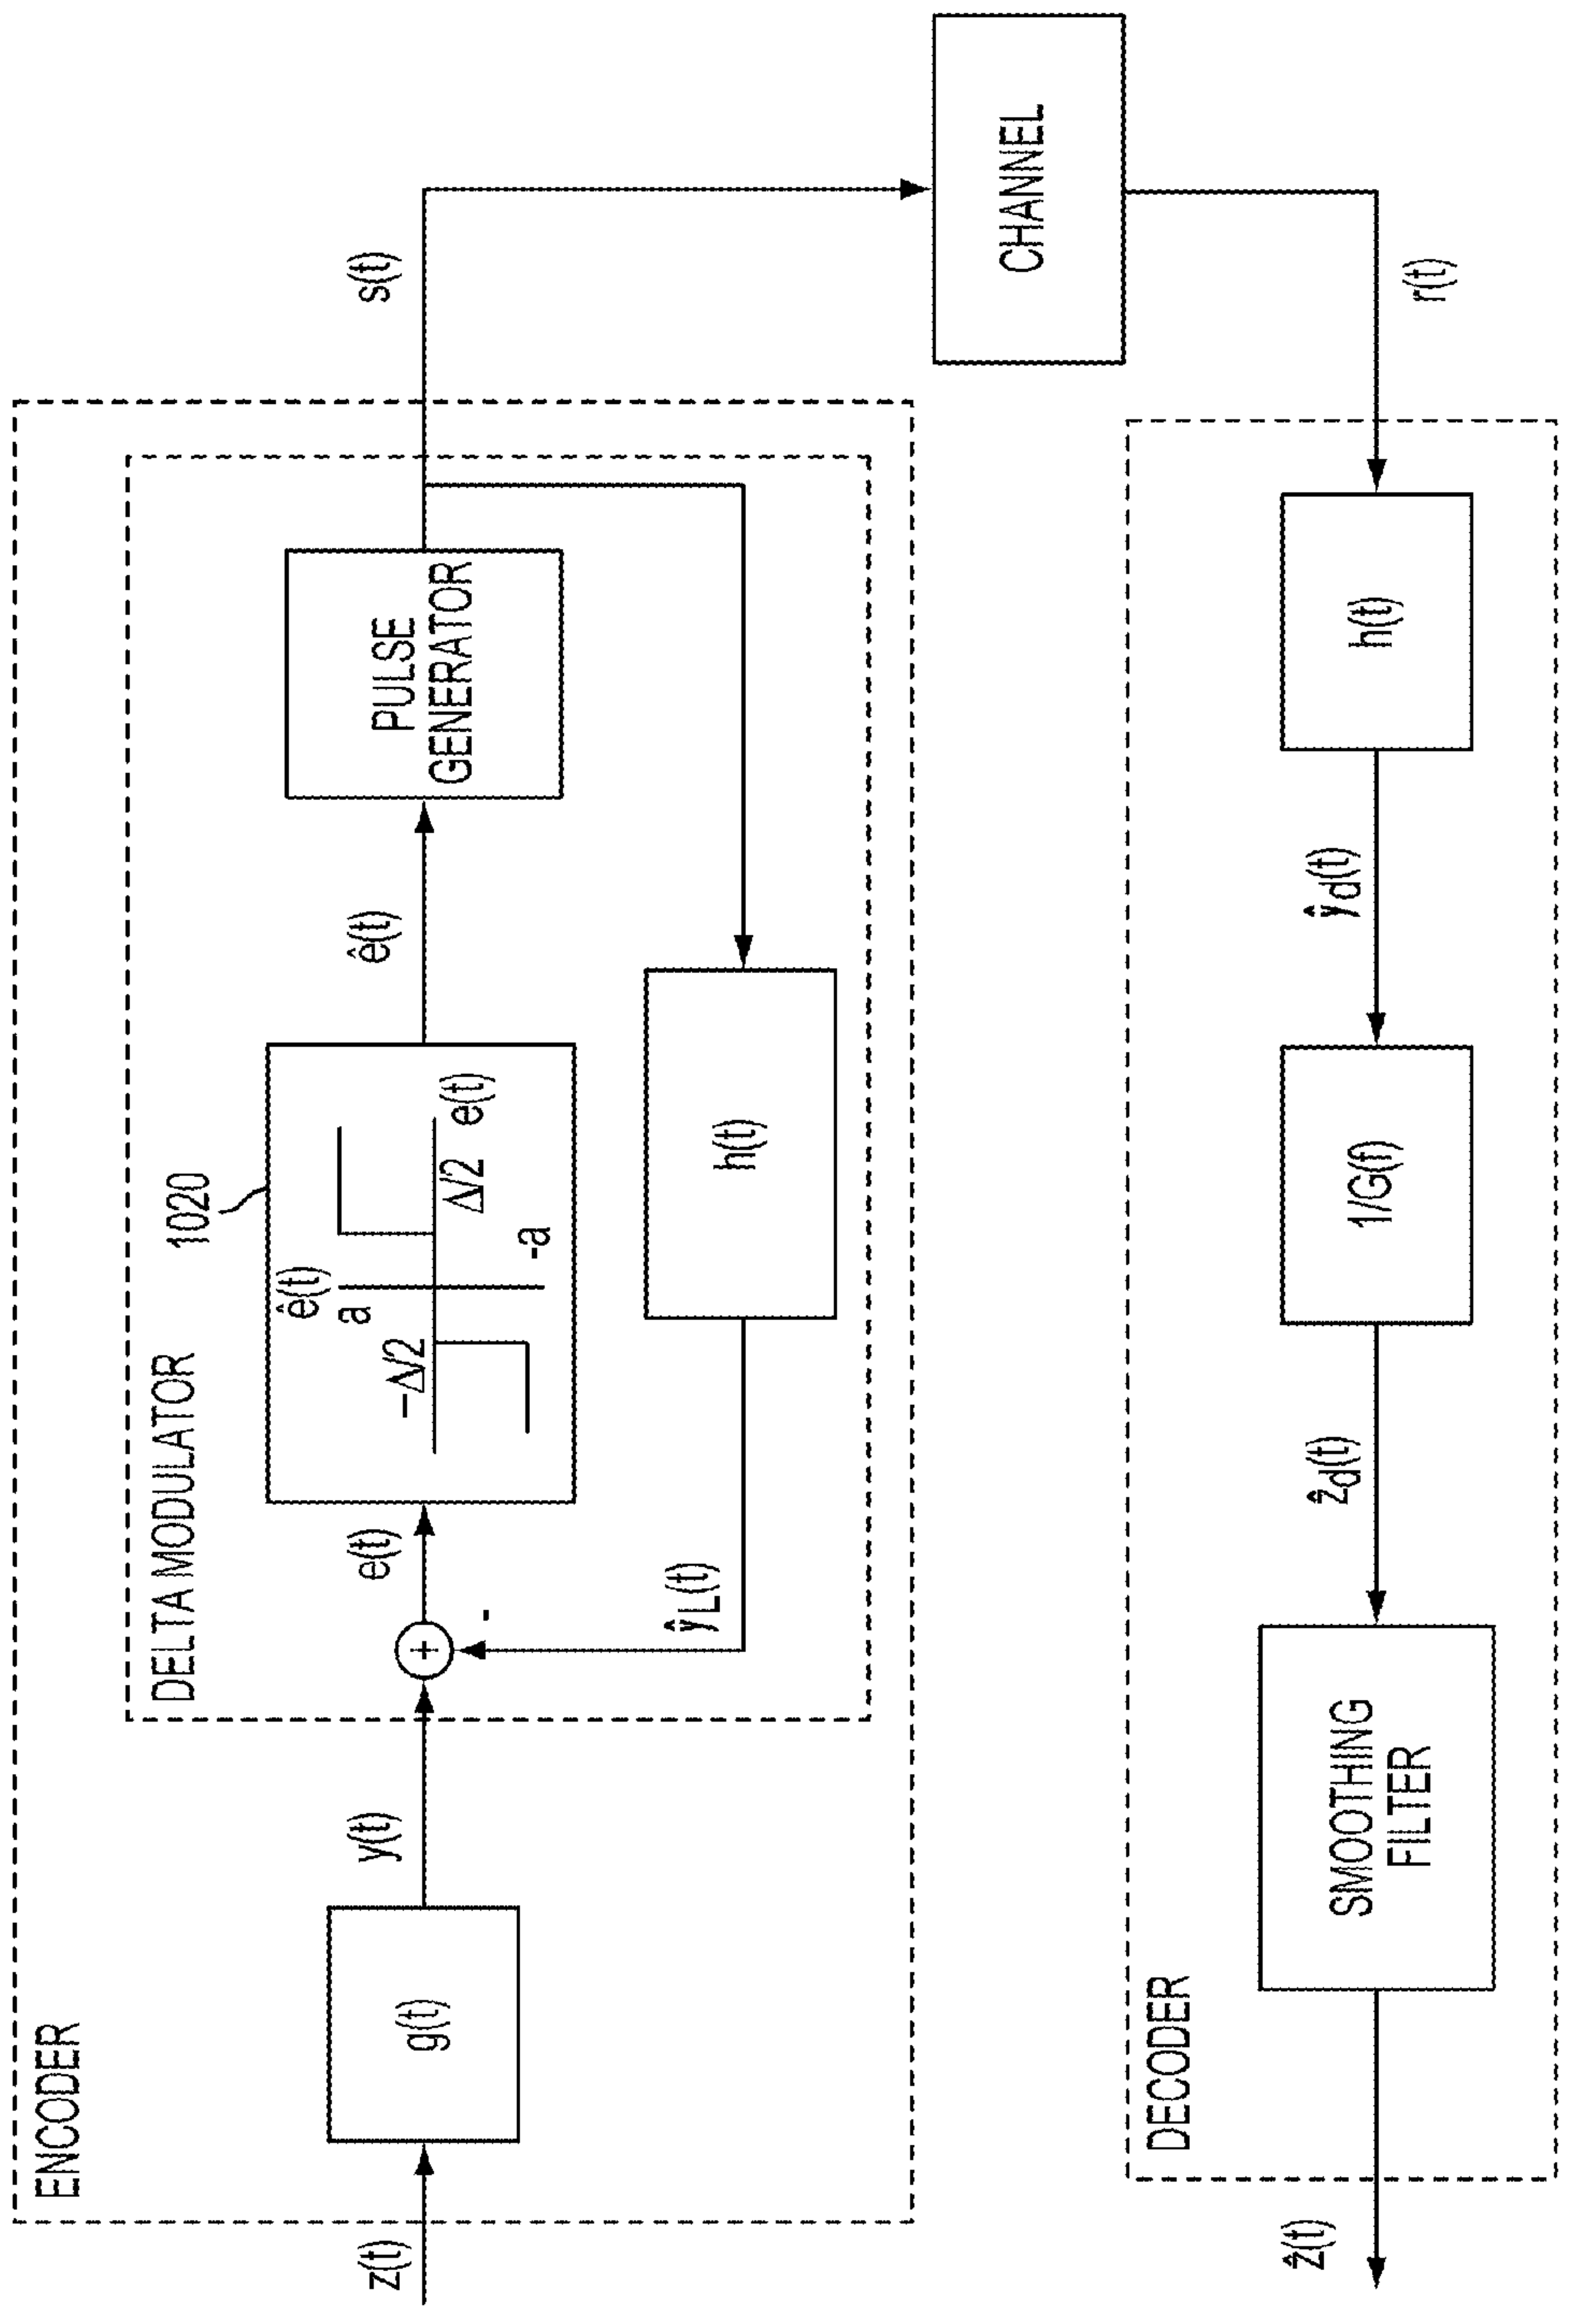 ENCODER
DELTA MODULATOR
1020
z(t)
g(t)
y(t)
+
-
e(t)
ê(t)
a
-Δ/2
Δ/2
e(t)
-a
ê(t)
PULSE
GENERATOR
s(t)
h(t)
ŷL(t)
CHANNEL
r(t)
DECODER
h(t)
ŷd(t)
1/G(f)
ẑd(t)
SMOOTHING
FILTER
ẑ(t)